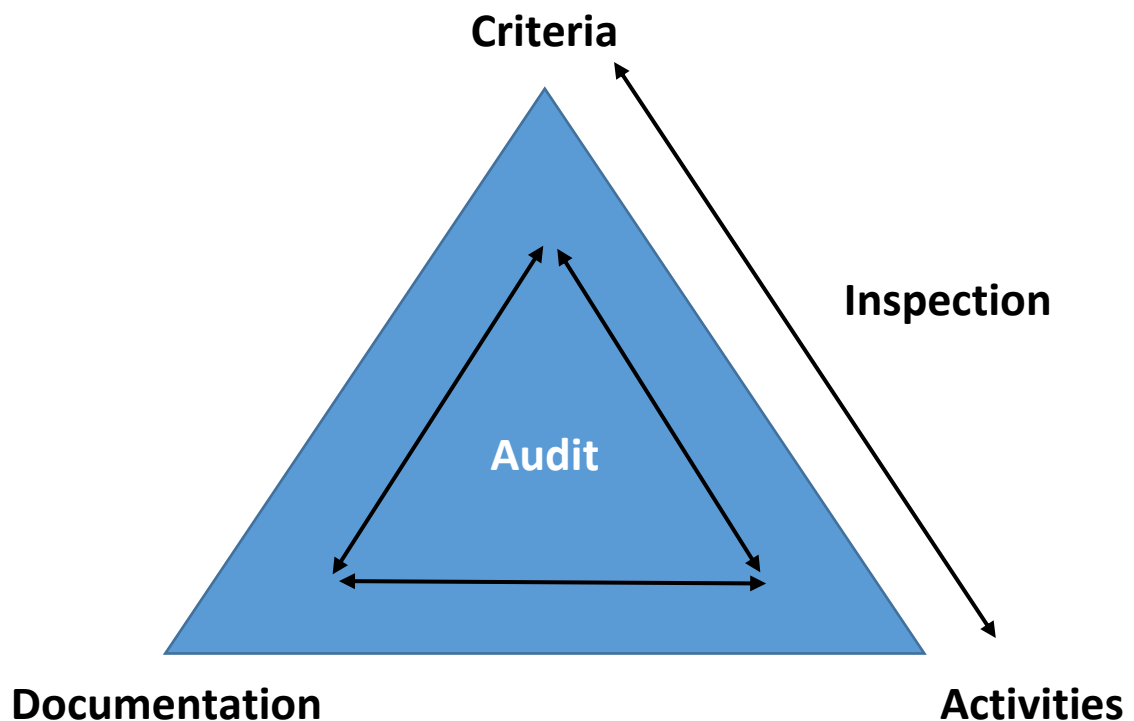 Criteria
Inspection
Audit
Documentation
Activities